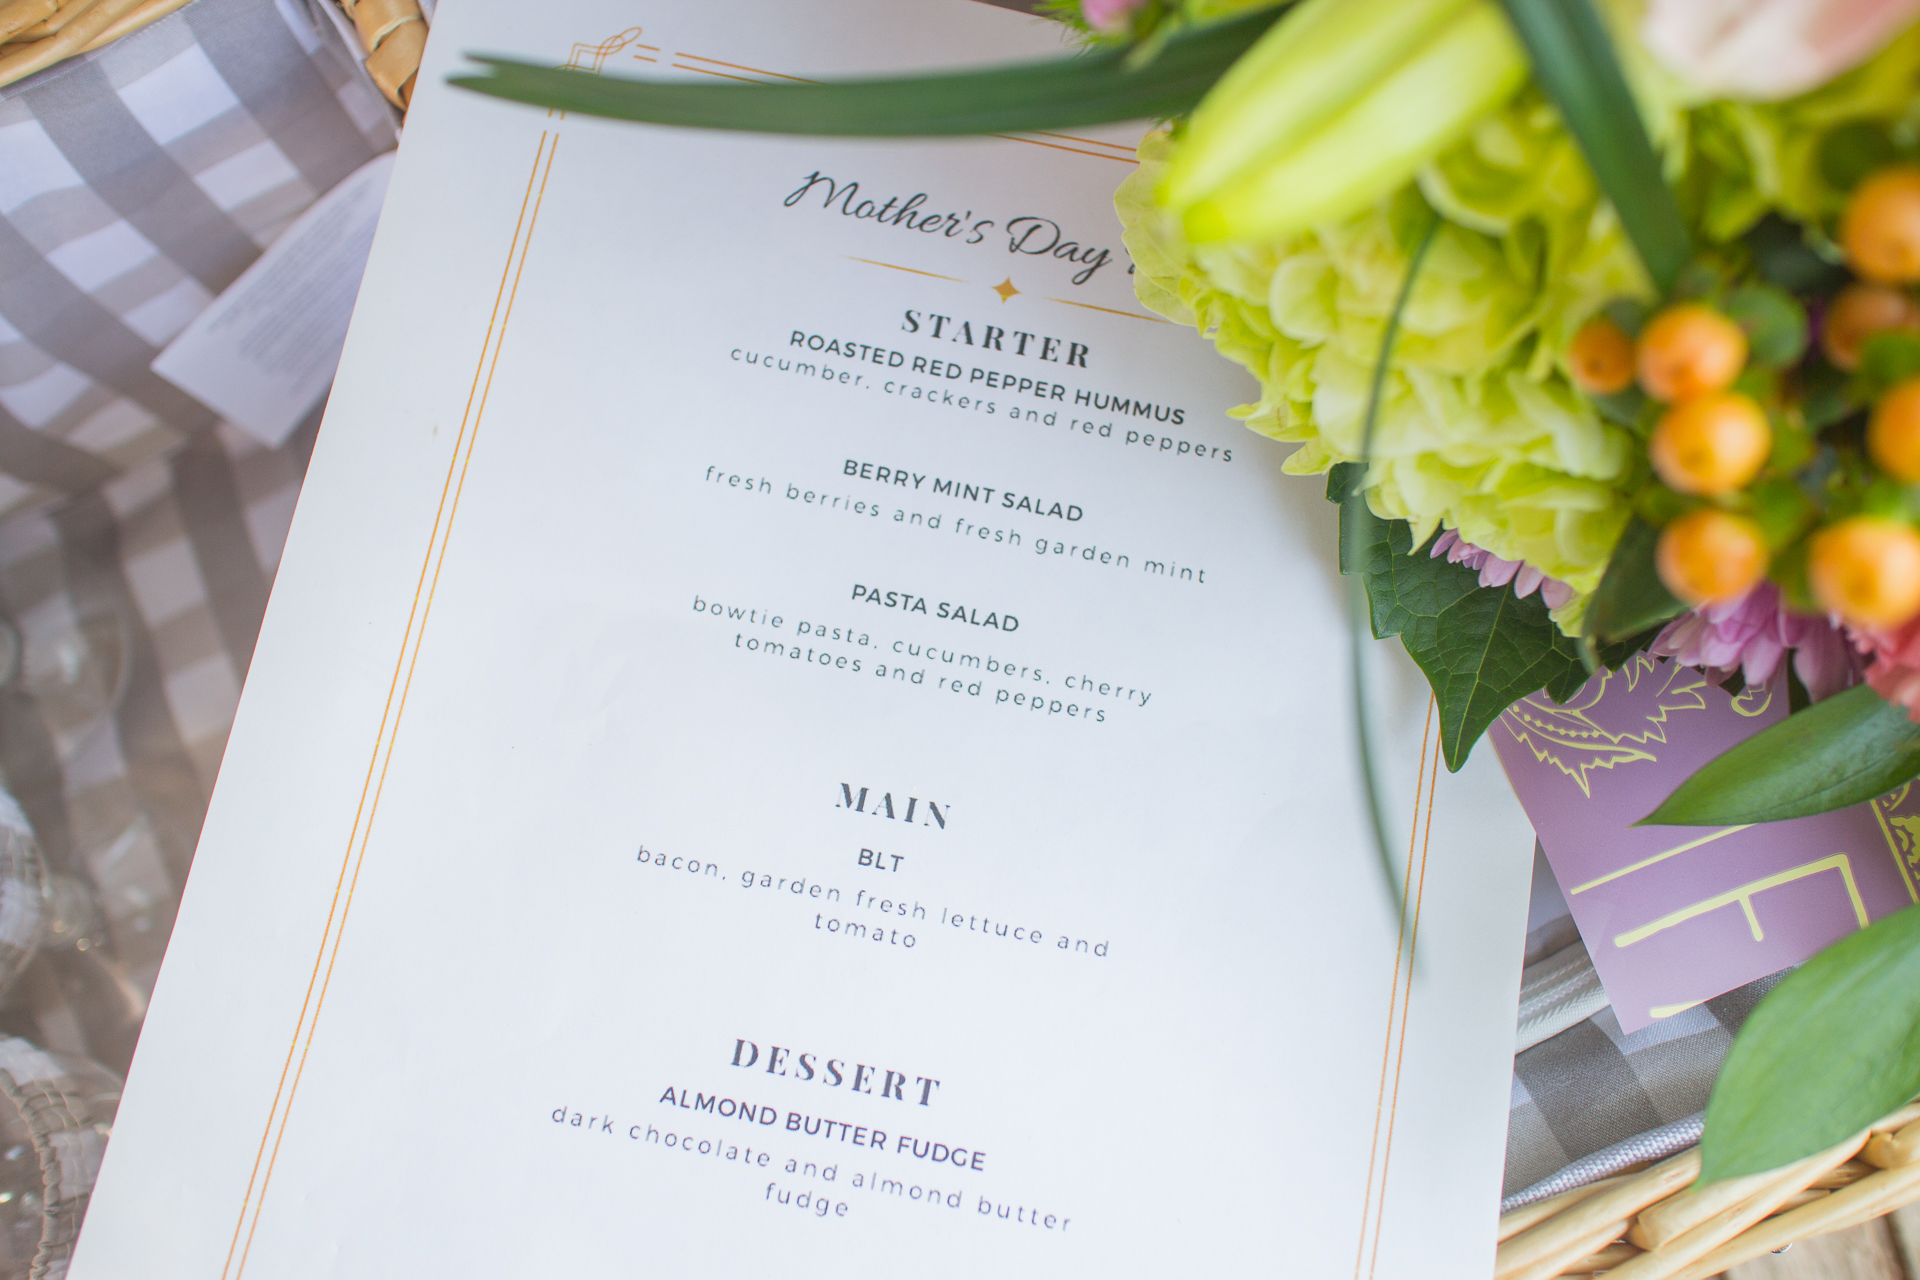 Mother's Day
STARTER
ROASTED RED PEPPER HUMMUS
cucumber, crackers and red peppers
BERRY MINT SALAD
fresh berries and fresh garden mint
PASTA SALAD
bowtie pasta, cucumbers, cherry
tomatoes and red peppers
MAIN
BLT
bacon, garden fresh lettuce and
tomato
DESSERT
ALMOND BUTTER FUDGE
dark chocolate and almond butter
fudge